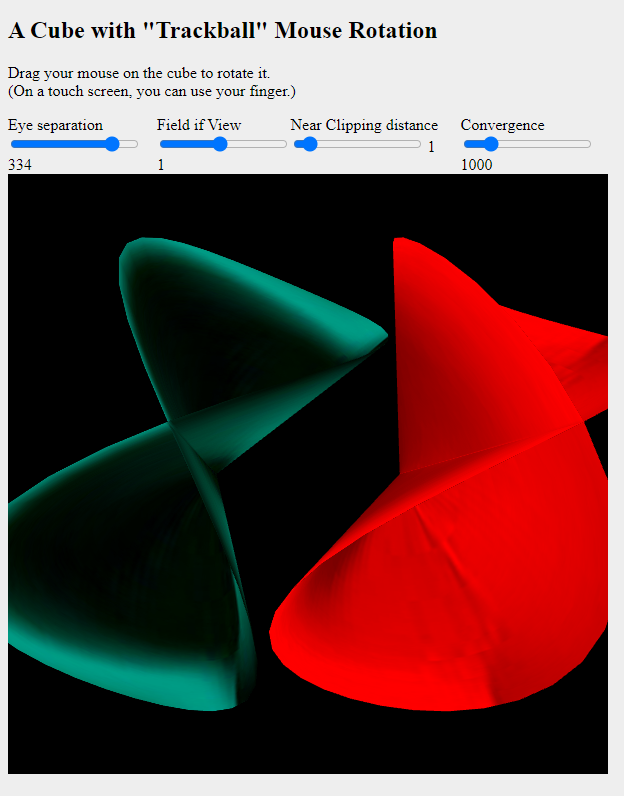 A Cube with "Trackball" Mouse Rotation
Drag your mouse on the cube to rotate it.
(On a touch screen, you can use your finger.)
Eye separation Field if View Near Clipping distance Convergence
1
334 1 1000